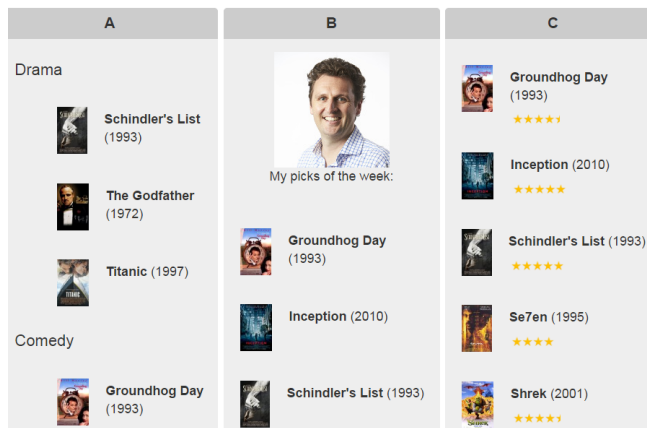 A
Drama
Schindler's List
(1993)
The Godfather
(1972)
Titanic (1997)
Comedy
Groundhog Day
(1993)
B
My picks of the week:
Groundhog Day
(1993)
Inception (2010)
Schindler's List (1993)
C
Groundhog Day
(1993)
Inception (2010)
Schindler's List (1993)
Se7en (1995)
Shrek (2001)